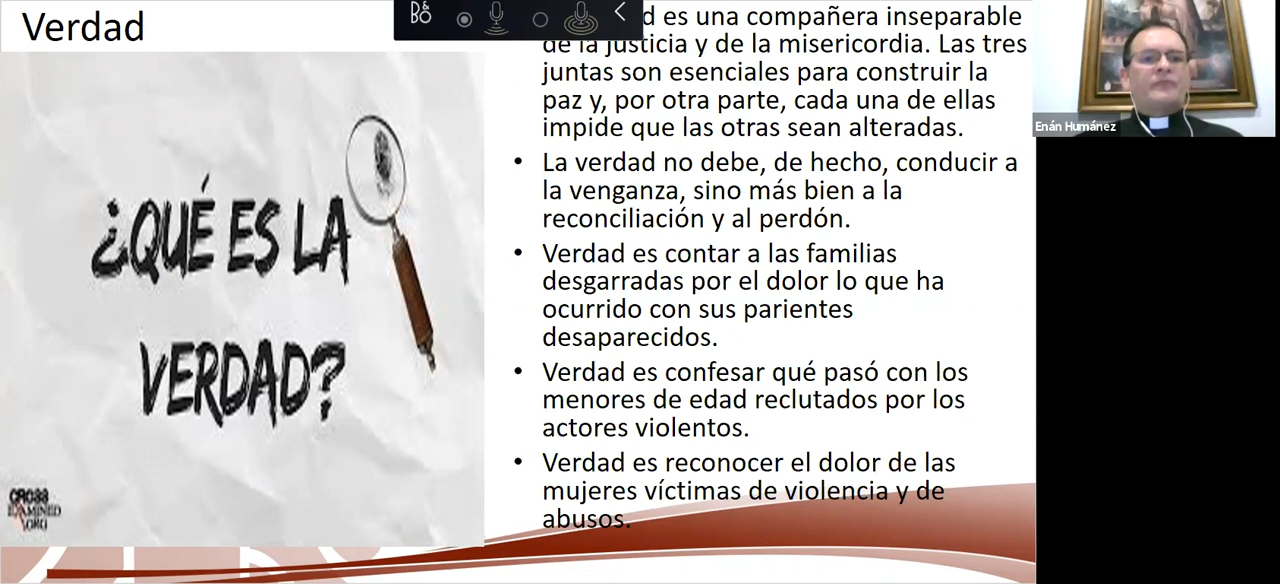 Verdad
B&O
d es una compañera inseparable
de la justicia y de la misericordia. Las tres
juntas son esenciales para construir la
paz y, por otra parte, cada una de ellas
impide que las otras sean alteradas.
• La verdad no debe, de hecho, conducir a
la venganza, sino más bien a la
reconciliación y al perdón.
• Verdad es contar a las familias
desgarradas por el dolor lo que ha
ocurrido con sus parientes
desaparecidos.
• Verdad es confesar qué pasó con los
menores de edad reclutados por los
actores violentos.
• Verdad es reconocer el dolor de las
mujeres víctimas de violencia y de
abusos.
¿QUÉ ES LA
VERDAD?
CROSS
EXAMINED
.ORG
Enán Humánez